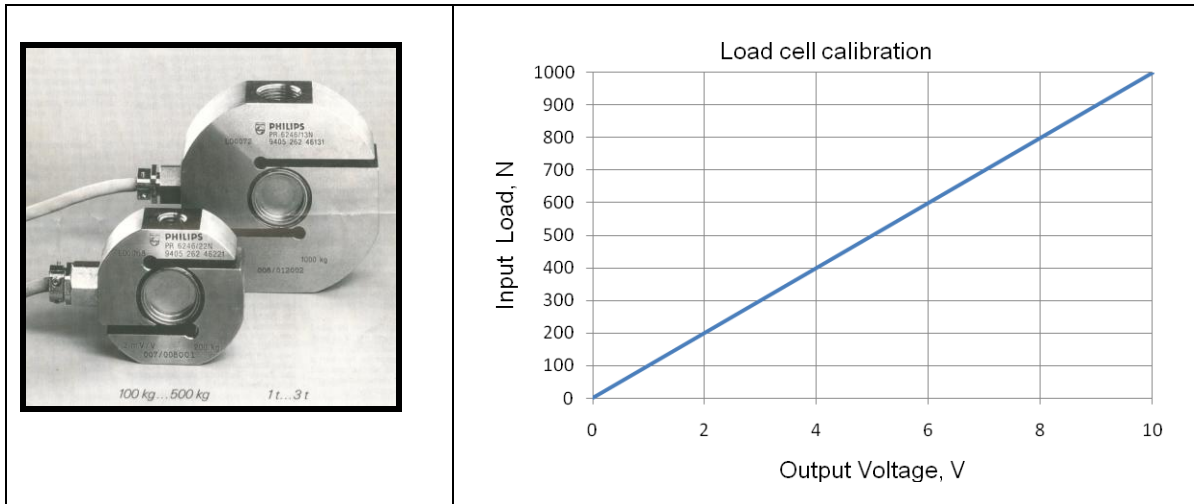 PHILIPS
PR 6246/13N
9405 262 46131
1000 kg
PHILIPS
PR 6246/22N
9405 262 46221
200 kg
100 kg...500 kg 1 t...3 t
Load cell calibration
1000
900
800
700
600
500
400
300
200
100
0
Input Load, N
0 2 4 6 8 10
Output Voltage, V